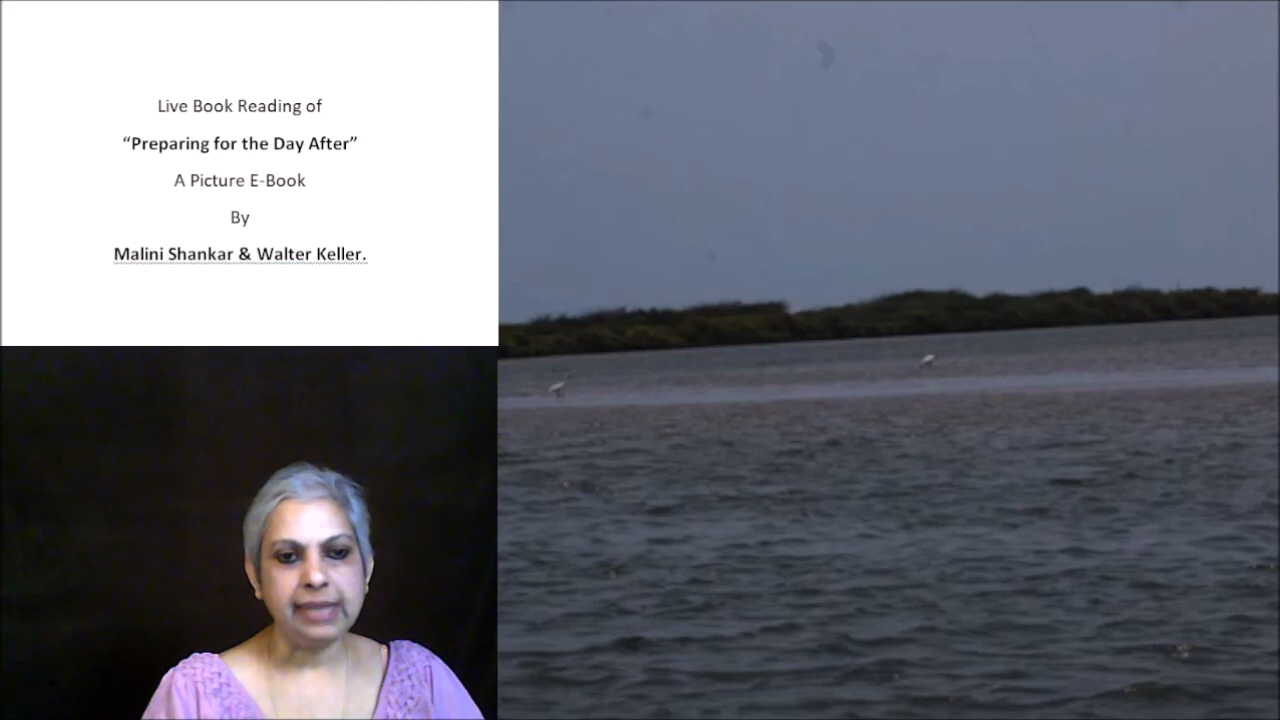 Live Book Reading of
“Preparing for the Day After”
A Picture E-Book
By
Malini Shankar & Walter Keller.